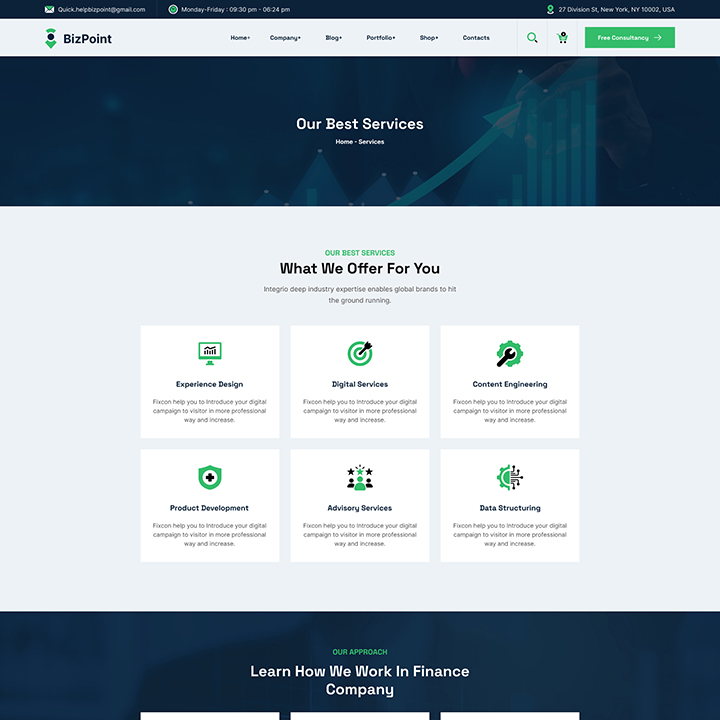 Quick.helpbizpoint@gmail.com
Monday-Friday : 09:30 pm - 06:24 pm
27 Division St, New York, NY 10002, USA
BizPoint
Home+
Company+
Blog+
Portfolio+
Shop+
Contacts
0
Free Consultancy
Our Best Services
Home - Services
OUR BEST SERVICES
What We Offer For You
Integrio deep industry expertise enables global brands to hit
the ground running.
Experience Design
Fixcon help you to Introduce your digital
campaign to visitor in more professional
way and increase.
Digital Services
Fixcon help you to Introduce your digital
campaign to visitor in more professional
way and increase.
Content Engineering
Fixcon help you to Introduce your digital
campaign to visitor in more professional
way and increase.
Product Development
Fixcon help you to Introduce your digital
campaign to visitor in more professional
way and increase.
Advisory Services
Fixcon help you to Introduce your digital
campaign to visitor in more professional
way and increase.
Data Structuring
Fixcon help you to Introduce your digital
campaign to visitor in more professional
way and increase.
OUR APPROACH
Learn How We Work In Finance
Company